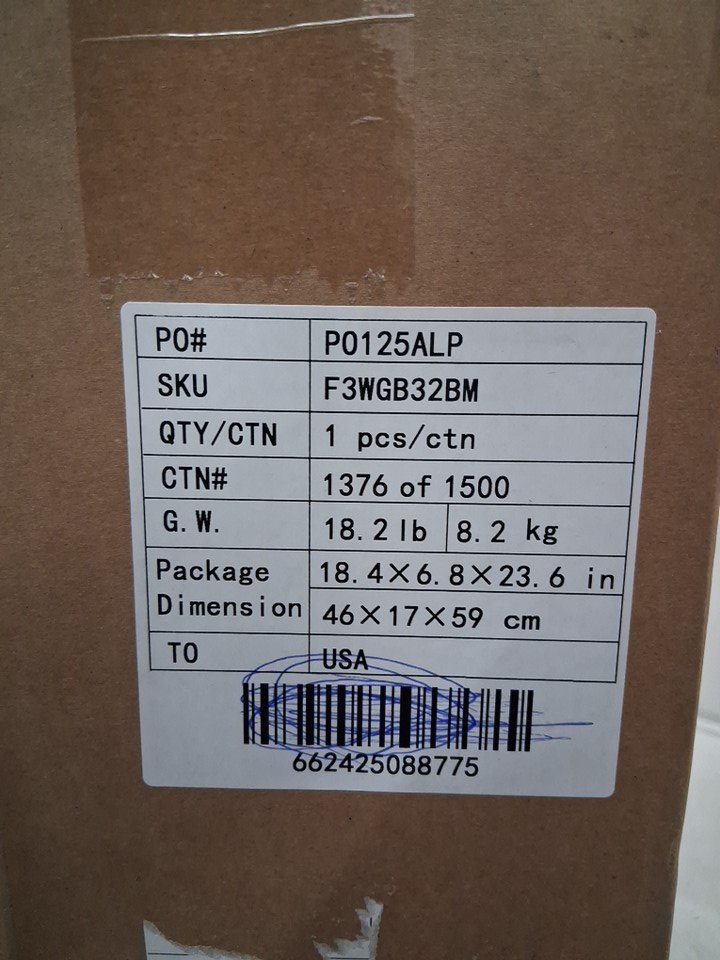 PO# PO125ALP
SKU F3WGB32BM
QTY/CTN 1 pcs/ctn
CTN# 1376 of 1500
G.W. 18.2 lb 8.2 kg
Package Dimension 18.4×6.8×23.6 in
46×17×59 cm
TO USA
662425088775